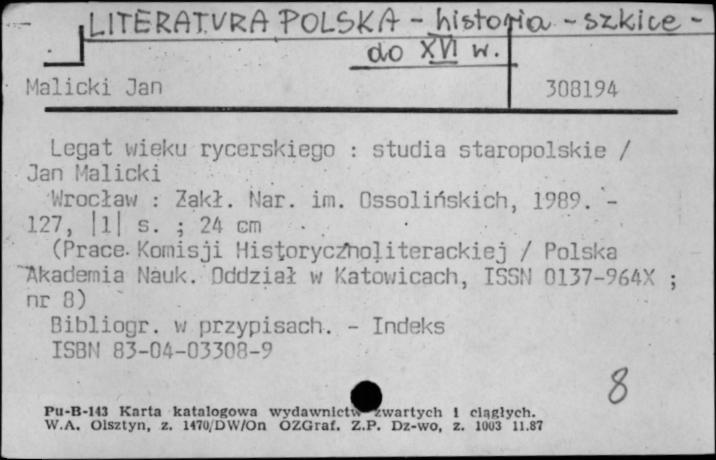 LITERATURA POLSKA - historia - szkice -
do XVI w.
Malicki Jan 308194
Legat wieku rycerskiego : studia staropolskie /
Jan Malicki
Wrocław : Zakł. Nar. im. Ossolińskich, 1989. -
127, |1| s. ; 24 cm
(Prace Komisji Historycznoliterackiej / Polska
Akademia Nauk. Oddział w Katowicach, ISSN 0137-964X ;
nr 8)
Bibliogr. w przypisach. - Indeks
ISBN 83-04-03308-9
8
Pu-B-143 Karta katalogowa wydawnictw zwartych i ciągłych.
W.A. Olsztyn, z. 1470/DW/On OZGraf. Z.P. Dz-wo, z. 1003 11.87